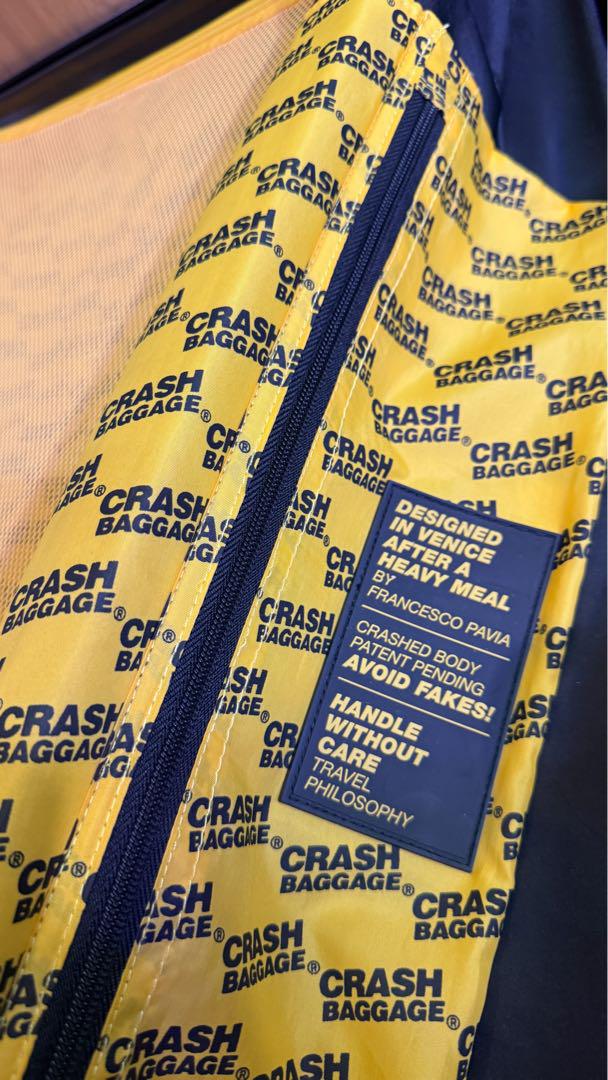 CRASH
BAGGAGE®
DESIGNED
IN VENICE
AFTER A
HEAVY MEAL
BY
FRANCESCO PAVIA
CRASHED BODY
PATENT PENDING
AVOID FAKES!
HANDLE
WITHOUT
CARE
TRAVEL
PHILOSOPHY